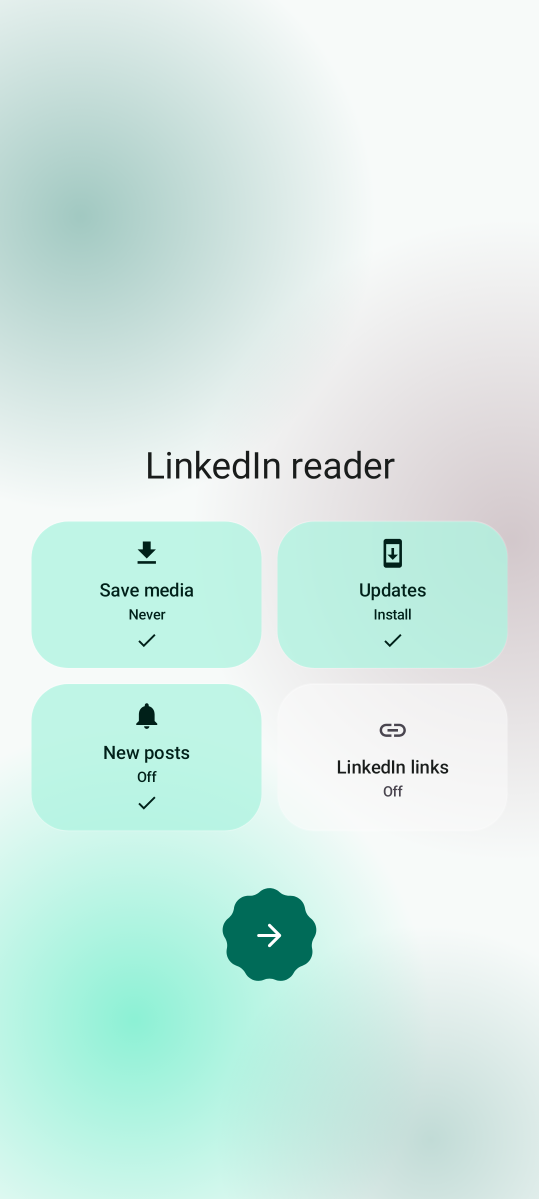 LinkedIn reader
Save media
Never
Updates
Install
New posts
Off
LinkedIn links
Off